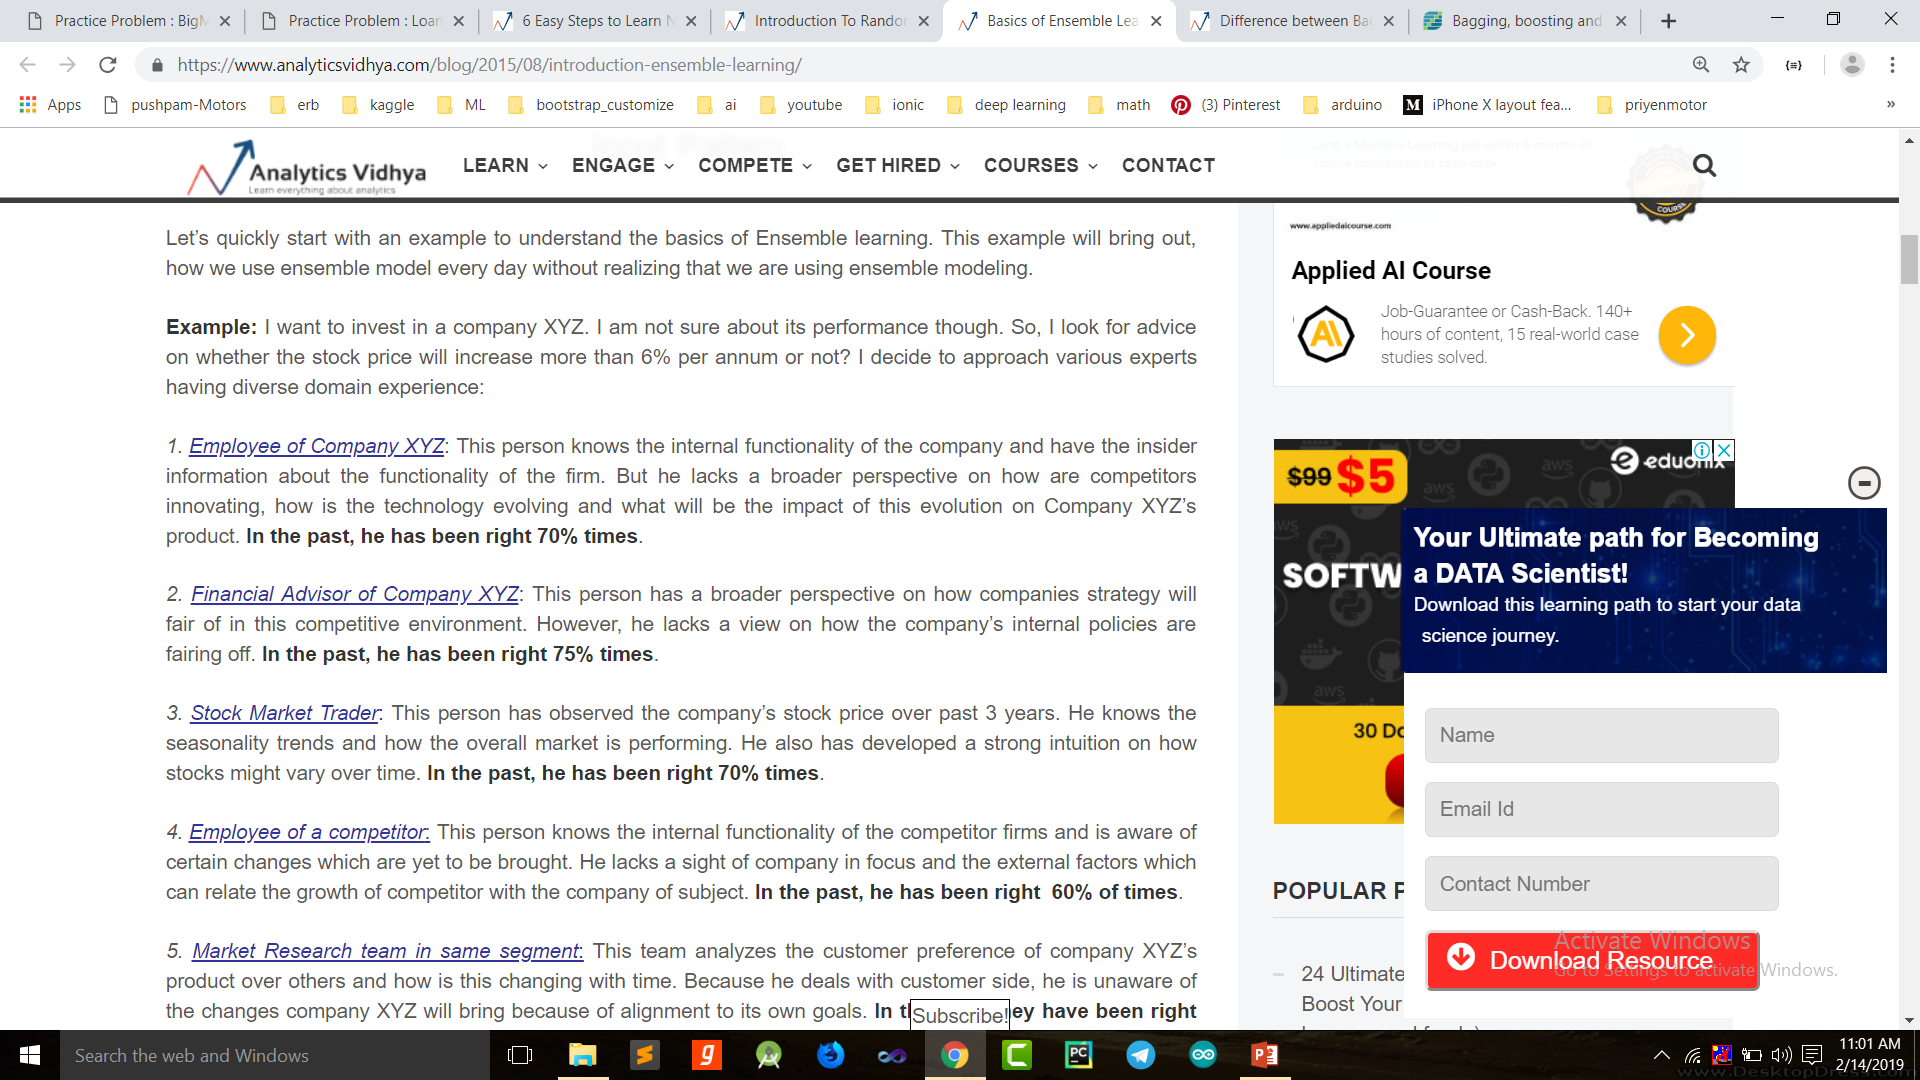 Practice Problem : BigM
Practice Problem : Loan
6 Easy Steps to Learn N
Introduction To Rando
Basics of Ensemble Lea
Difference between Ba
Bagging, boosting and
https://www.analyticsvidhya.com/blog/2015/08/introduction-ensemble-learning/
Apps pushpam-Motors erb kaggle ML bootstrap_customize ai youtube ionic deep learning math (3) Pinterest arduino M iPhone X layout fea... priyenmotor »
Analytics Vidhya
Learn everything about analytics
LEARN ENGAGE COMPETE GET HIRED COURSES CONTACT
Let’s quickly start with an example to understand the basics of Ensemble learning. This example will bring out,
how we use ensemble model every day without realizing that we are using ensemble modeling.
Example: I want to invest in a company XYZ. I am not sure about its performance though. So, I look for advice
on whether the stock price will increase more than 6% per annum or not? I decide to approach various experts
having diverse domain experience:
1. Employee of Company XYZ: This person knows the internal functionality of the company and have the insider
information about the functionality of the firm. But he lacks a broader perspective on how are competitors
innovating, how is the technology evolving and what will be the impact of this evolution on Company XYZ’s
product. In the past, he has been right 70% times.
2. Financial Advisor of Company XYZ: This person has a broader perspective on how companies strategy will
fair of in this competitive environment. However, he lacks a view on how the company’s internal policies are
fairing off. In the past, he has been right 75% times.
3. Stock Market Trader: This person has observed the company’s stock price over past 3 years. He knows the
seasonality trends and how the overall market is performing. He also has developed a strong intuition on how
stocks might vary over time. In the past, he has been right 70% times.
4. Employee of a competitor: This person knows the internal functionality of the competitor firms and is aware of
certain changes which are yet to be brought. He lacks a sight of company in focus and the external factors which
can relate the growth of competitor with the company of subject. In the past, he has been right 60% of times.
5. Market Research team in same segment: This team analyzes the customer preference of company XYZ’s
product over others and how is this changing with time. Because he deals with customer side, he is unaware of
the changes company XYZ will bring because of alignment to its own goals. In th
ey have been right
Subscribe!
COURSE
www.appliedaicourse.com
Applied AI Course
AI
Job-Guarantee or Cash-Back. 140+
hours of content, 15 real-world case
studies solved.
$99 $5
eduonix
aws
aws
aws
SOFTW
30 Do
Your Ultimate path for Becoming
a DATA Scientist!
Download this learning path to start your data
science journey.
Name
Email Id
Contact Number
Download Resource
Activate Windows
Go to Settings to activate Windows.
POPULAR P
24 Ultimate
Boost Your
Search the web and Windows
PC
11:01 AM
2/14/2019